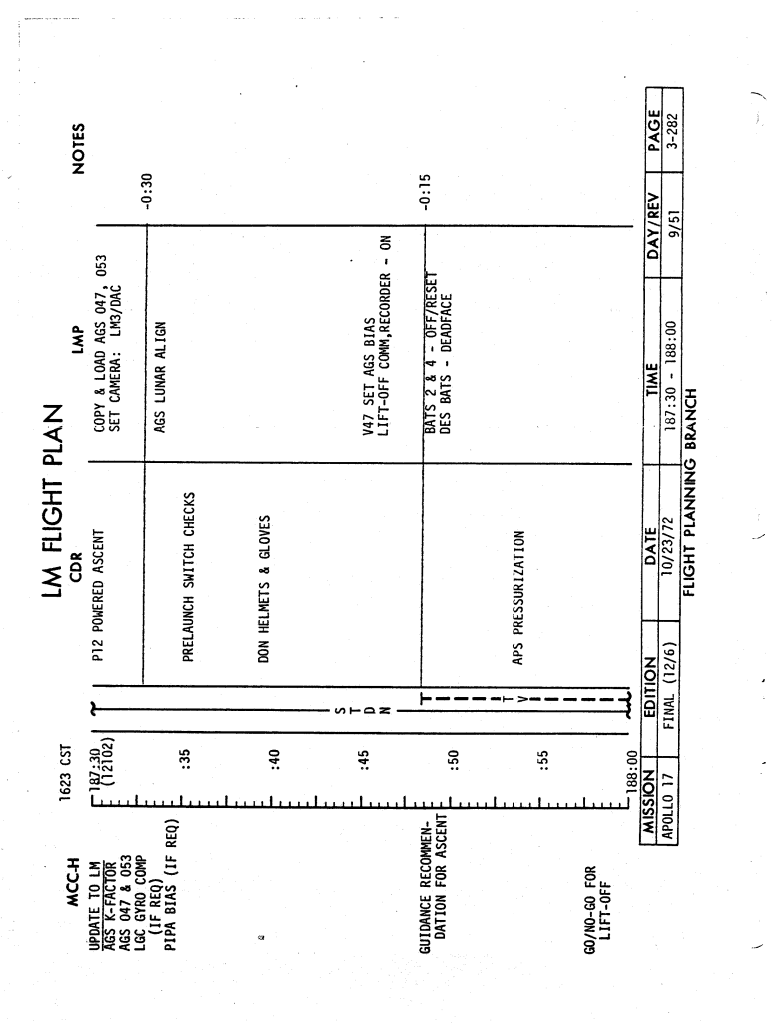 LM FLIGHT PLAN
MCC-H
1623 CST
CDR
LMP
NOTES
UPDATE TO LM
AGS K-FACTOR
AGS 047 & 053
LGC GYRO COMP
(IF REQ)
PIPA BIAS (IF REQ)
GUIDANCE RECOMMEN-
DATION FOR ASCENT
GO/NO-GO FOR
LIFT-OFF
187:30
(12102)
:35
:40
:45
:50
:55
188:00
STDN
TV
P12 POWERED ASCENT
PRELAUNCH SWITCH CHECKS
DON HELMETS & GLOVES
APS PRESSURIZATION
COPY & LOAD AGS 047, 053
SET CAMERA: LM3/DAC
AGS LUNAR ALIGN
V47 SET AGS BIAS
LIFT-OFF COMM,RECORDER - ON
BATS 2 & 4 - OFF/RESET
DES BATS - DEADFACE
-0:30
-0:15
MISSION EDITION DATE TIME DAY/REV PAGE
APOLLO 17 FINAL (12/6) 10/23/72 187:30 - 188:00 9/51 3-282
FLIGHT PLANNING BRANCH